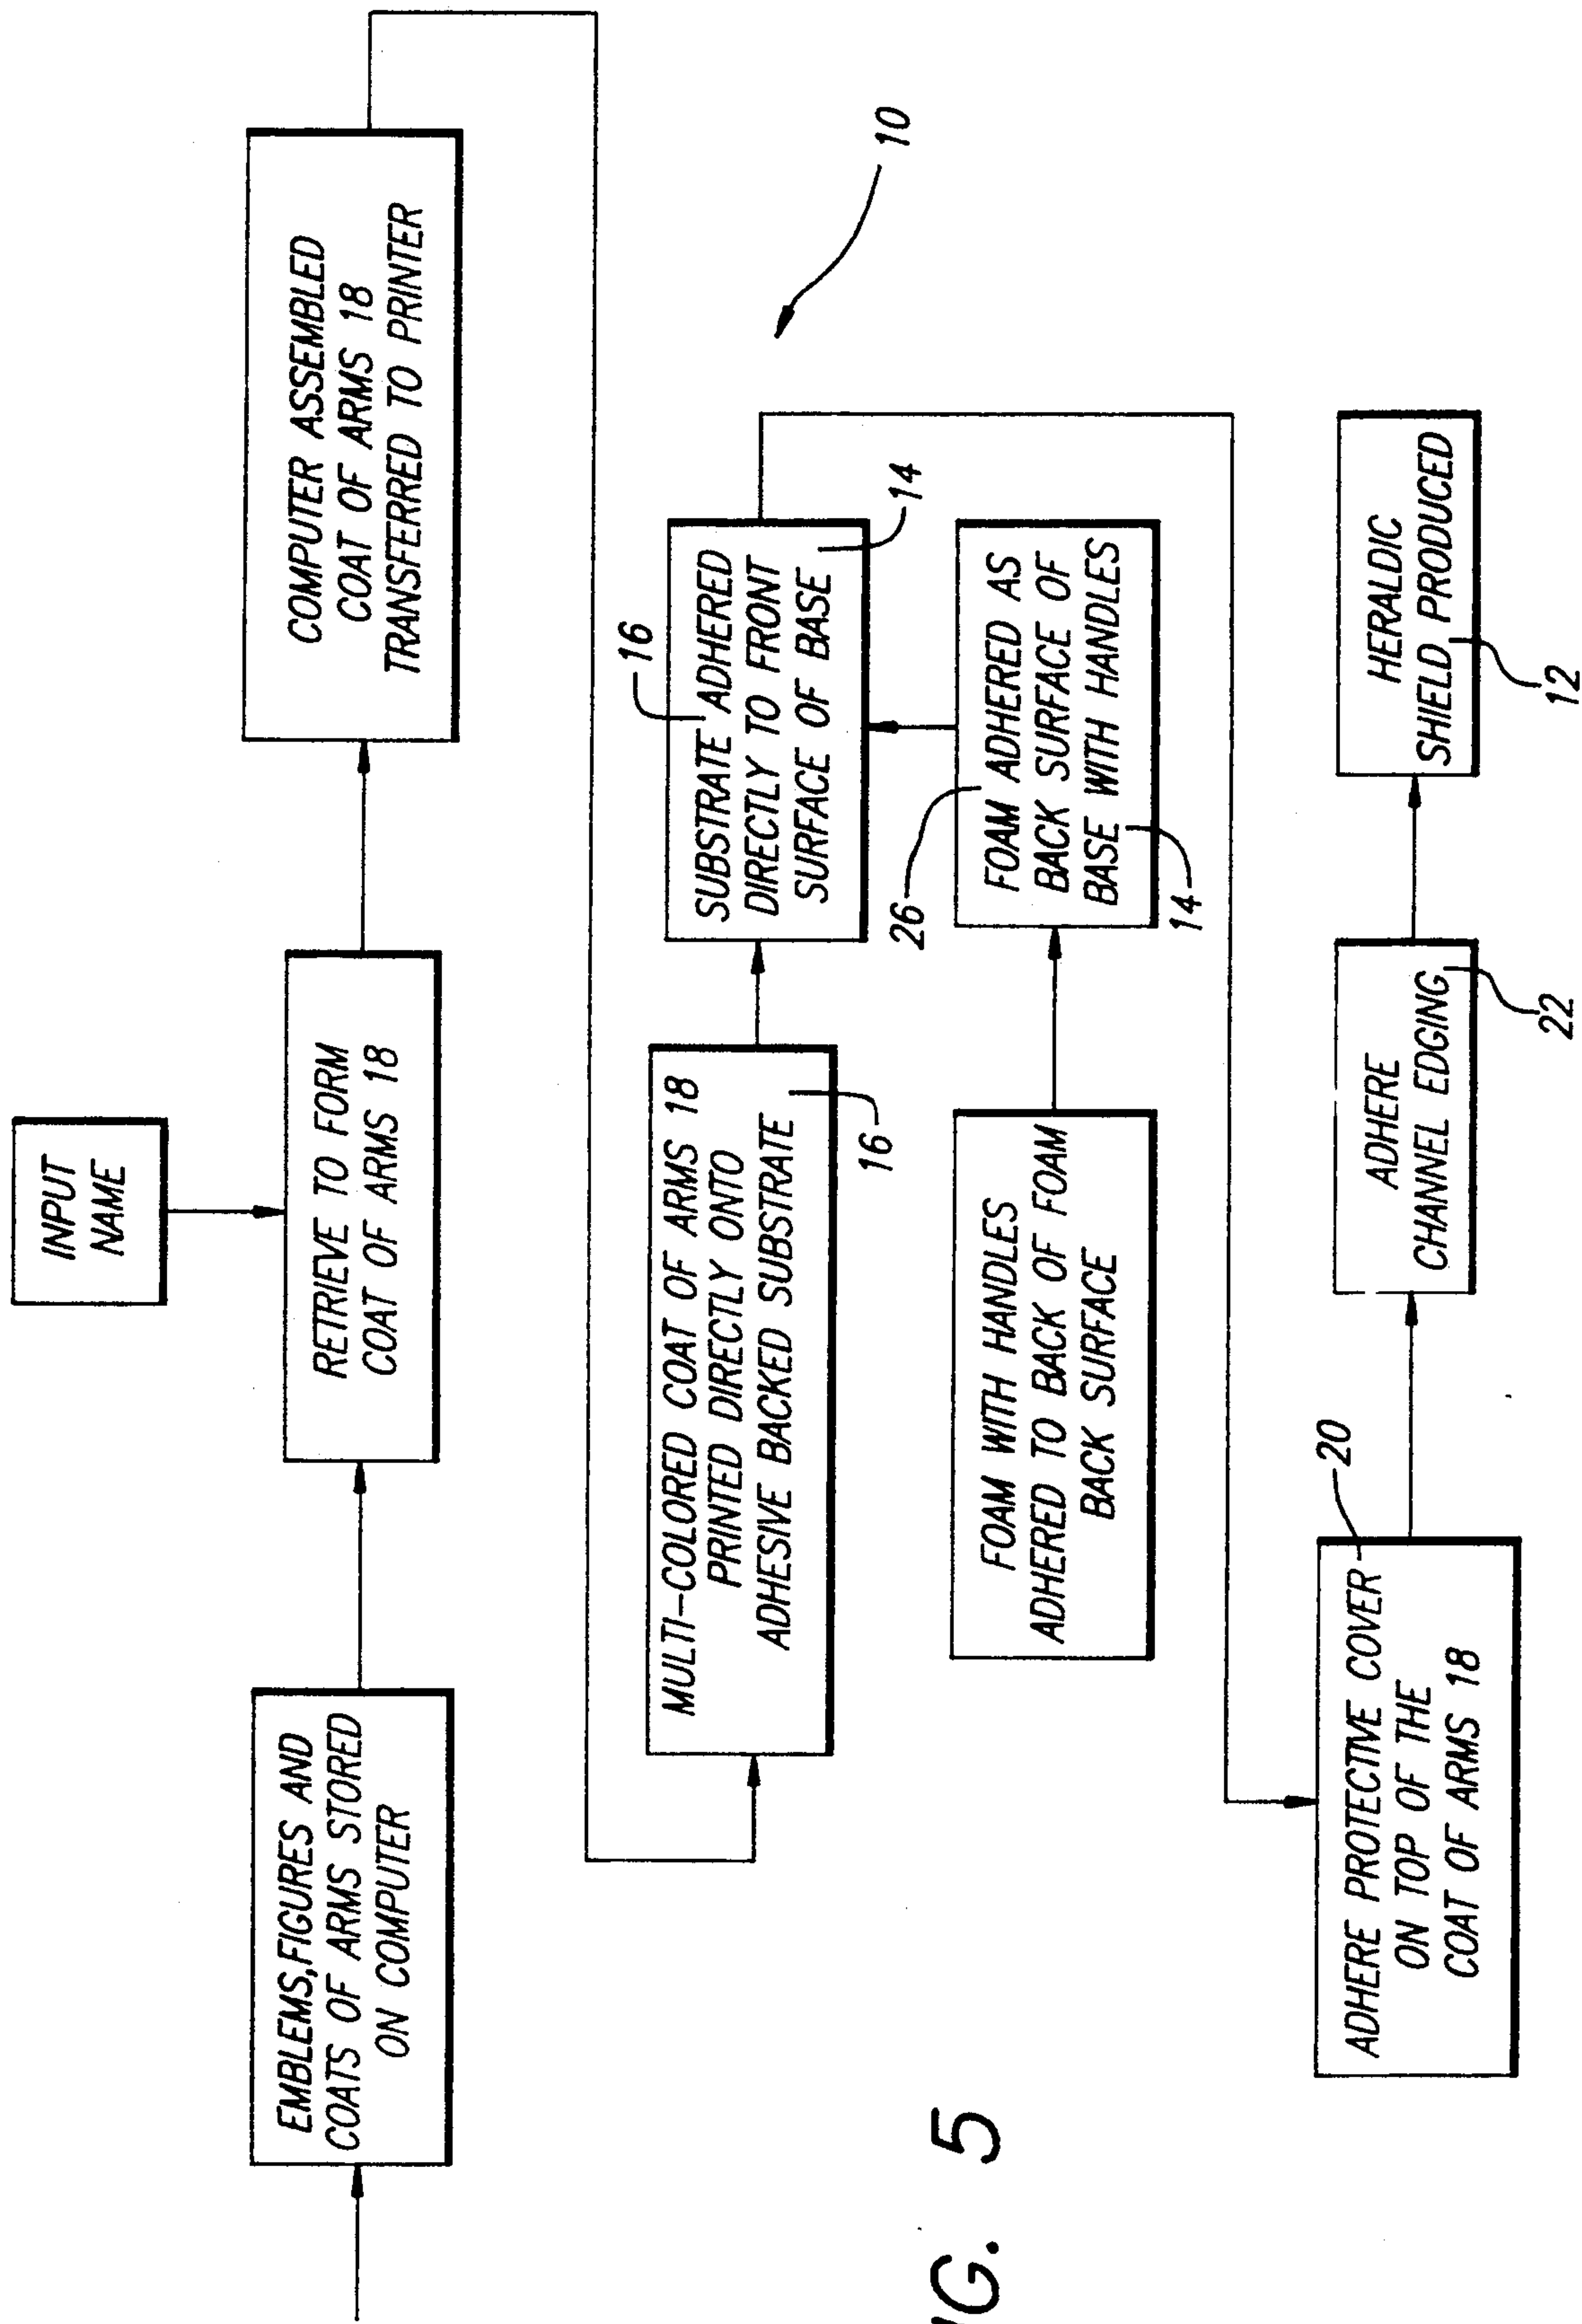 INPUT
NAME
EMBLEMS,FIGURES AND
COATS OF ARMS STORED
ON COMPUTER
RETRIEVE TO FORM
COAT OF ARMS 18
COMPUTER ASSEMBLED
COAT OF ARMS 18
TRANSFERRED TO PRINTER
MULTI-COLORED COAT OF ARMS 18
PRINTED DIRECTLY ONTO
ADHESIVE BACKED SUBSTRATE
16
16
SUBSTRATE ADHERED
DIRECTLY TO FRONT
SURFACE OF BASE
14
10
FOAM WITH HANDLES
ADHERED TO BACK OF FOAM
BACK SURFACE
26
FOAM ADHERED AS
BACK SURFACE OF
BASE WITH HANDLES
14
ADHERE PROTECTIVE COVER
ON TOP OF THE
COAT OF ARMS 18
20
ADHERE
CHANNEL EDGING
22
HERALDIC
SHIELD PRODUCED
12
IG. 5